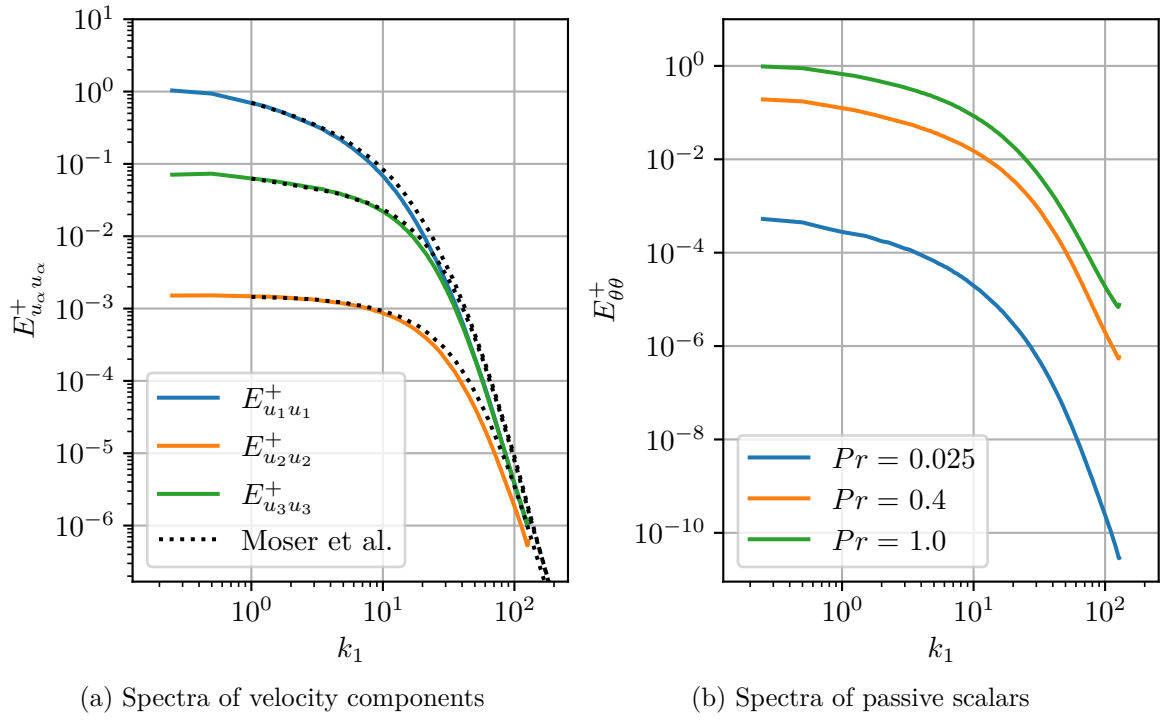 10^1
10^0
10^-1
10^-2
10^-3
10^-4
10^-5
10^-6
E^+_{u_α u_α}
E^+_{u_1 u_1}
E^+_{u_2 u_2}
E^+_{u_3 u_3}
Moser et al.
10^0 10^1 10^2
k_1
(a) Spectra of velocity components
10^0
10^-2
10^-4
10^-6
10^-8
10^-10
E^+_{θθ}
Pr = 0.025
Pr = 0.4
Pr = 1.0
10^0 10^1 10^2
k_1
(b) Spectra of passive scalars